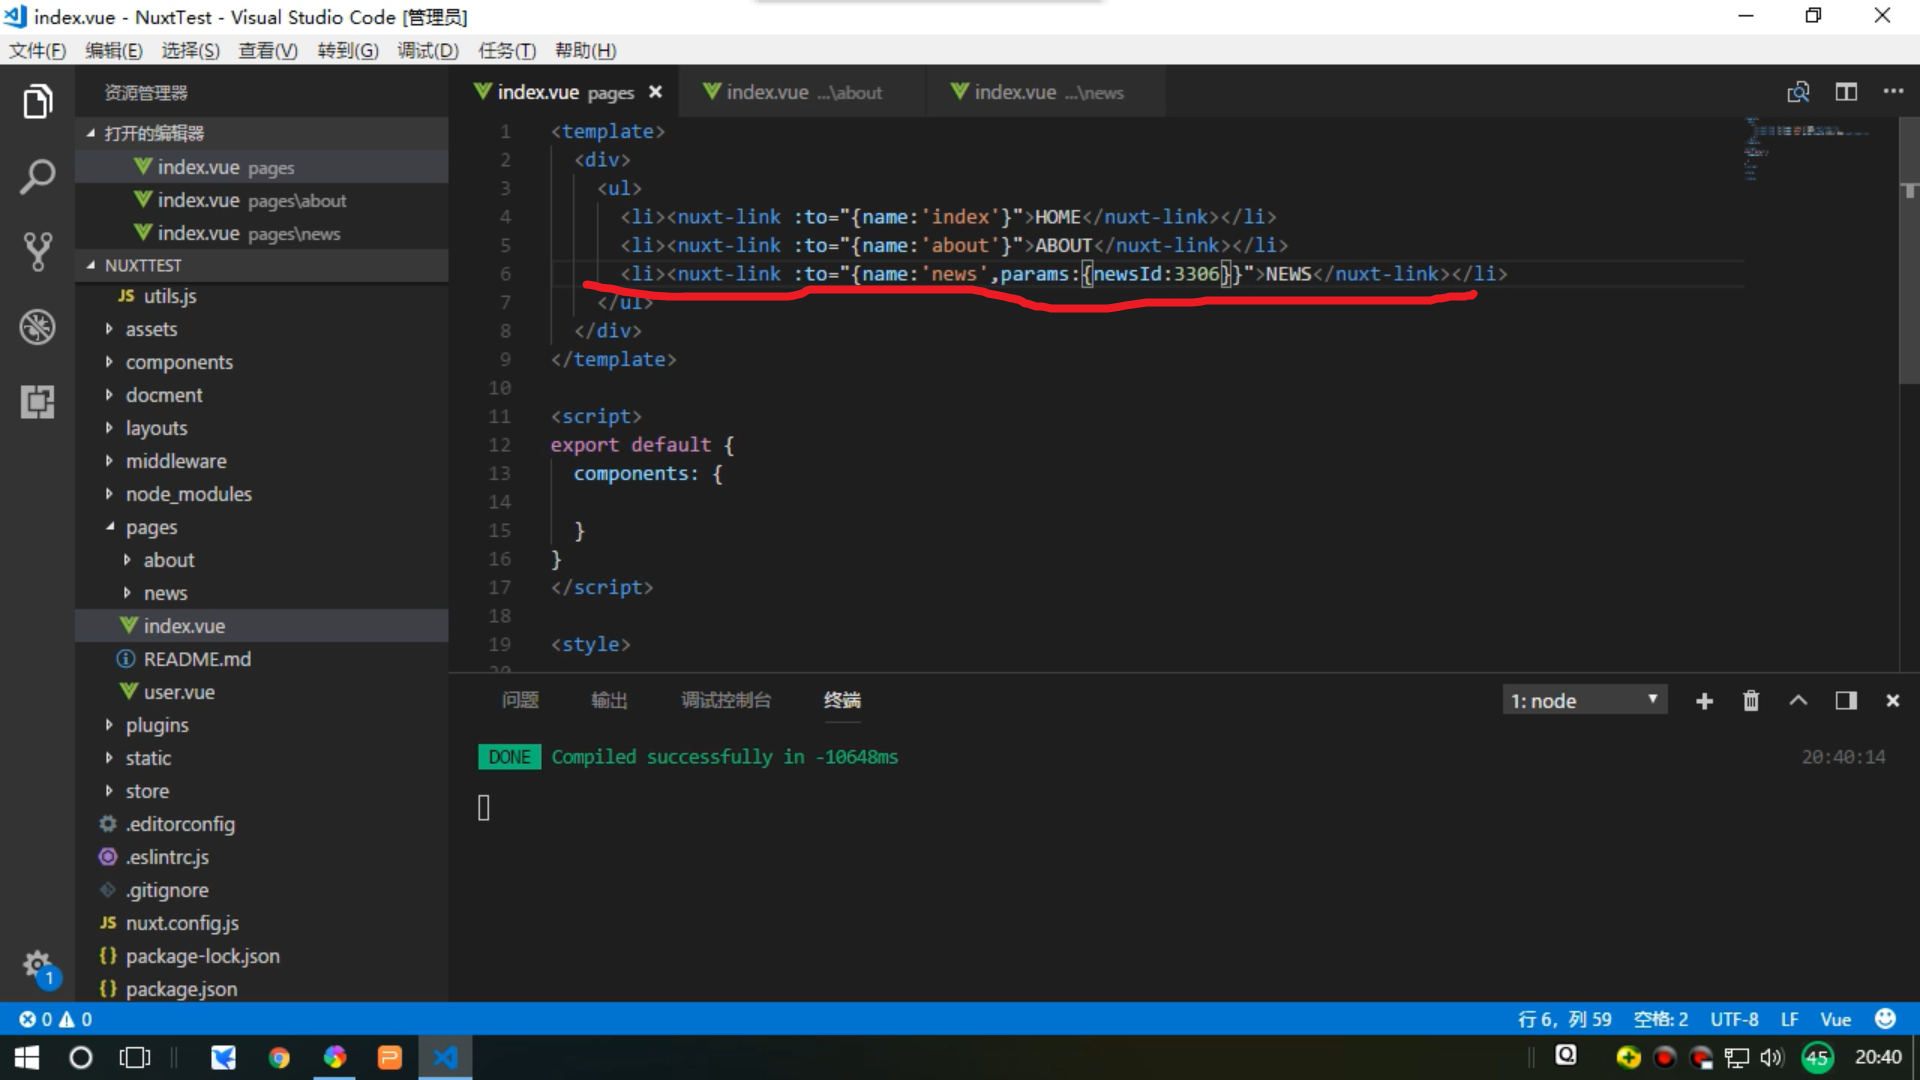 index.vue - NuxtTest - Visual Studio Code [管理员]
文件(F) 编辑(E) 选择(S) 查看(V) 转到(G) 调试(D) 任务(T) 帮助(H)
资源管理器
打开的编辑器
index.vue pages
index.vue pages\about
index.vue pages\news
NUXTTEST
JS utils.js
assets
components
docment
layouts
middleware
node_modules
pages
about
news
index.vue
README.md
user.vue
plugins
static
store
.editorconfig
.eslintrc.js
.gitignore
JS nuxt.config.js
{} package-lock.json
{} package.json
1
index.vue pages index.vue ...\about index.vue ...\news
1 <template>
2 <div>
3 <ul>
4 <li><nuxt-link :to="{name:'index'}">HOME</nuxt-link></li>
5 <li><nuxt-link :to="{name:'about'}">ABOUT</nuxt-link></li>
6 <li><nuxt-link :to="{name:'news',params:{newsId:3306}}">NEWS</nuxt-link></li>
7 </ul>
8 </div>
9 </template>
10
11 <script>
12 export default {
13 components: {
14
15 }
16 }
17 </script>
18
19 <style>
问题 输出 调试控制台 终端 1: node
DONE Compiled successfully in -10648ms 20:40:14
0 0 行 6，列 59 空格: 2 UTF-8 LF Vue
45 20:40